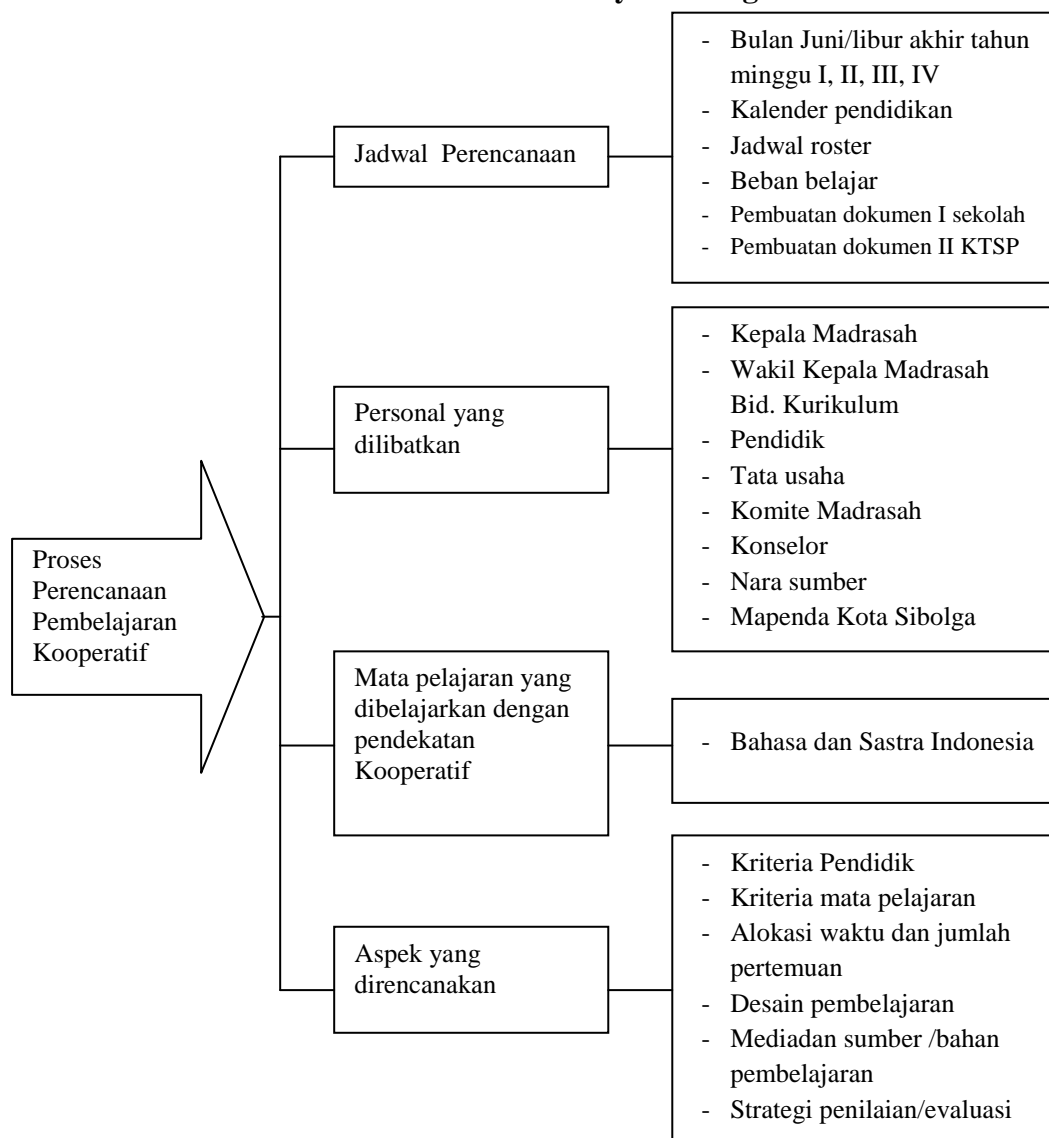 - Bulan Juni/libur akhir tahun
minggu I, II, III, IV
- Kalender pendidikan
- Jadwal roster
- Beban belajar
- Pembuatan dokumen I sekolah
- Pembuatan dokumen II KTSP
Jadwal Perencanaan
- Kepala Madrasah
- Wakil Kepala Madrasah
Bid. Kurikulum
- Pendidik
- Tata usaha
- Komite Madrasah
- Konselor
- Nara sumber
- Mapenda Kota Sibolga
Personal yang
dilibatkan
Proses
Perencanaan
Pembelajaran
Kooperatif
Mata pelajaran yang
dibelajarkan dengan
pendekatan
Kooperatif
- Bahasa dan Sastra Indonesia
Aspek yang
direncanakan
- Kriteria Pendidik
- Kriteria mata pelajaran
- Alokasi waktu dan jumlah
pertemuan
- Desain pembelajaran
- Mediadan sumber /bahan
pembelajaran
- Strategi penilaian/evaluasi